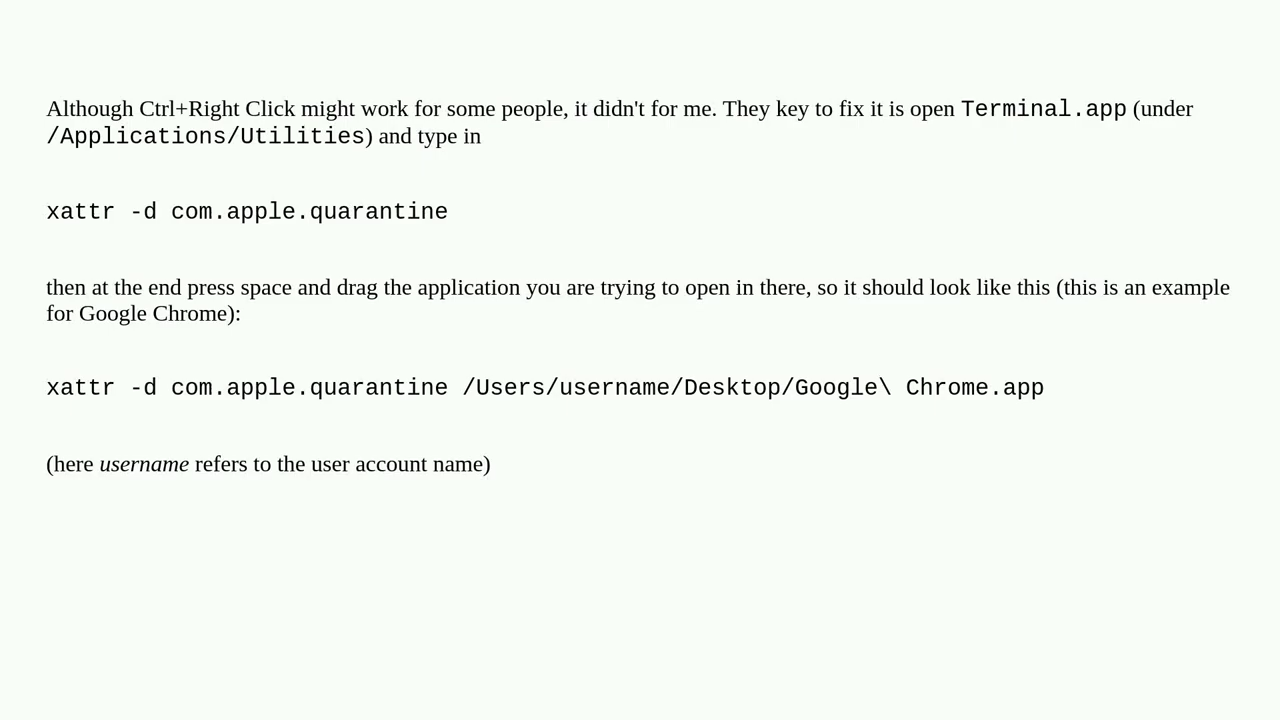 Although Ctrl+Right Click might work for some people, it didn't for me. They key to fix it is open Terminal.app (under
/Applications/Utilities) and type in
xattr -d com.apple.quarantine
then at the end press space and drag the application you are trying to open in there, so it should look like this (this is an example
for Google Chrome):
xattr -d com.apple.quarantine /Users/username/Desktop/Google\ Chrome.app
(here username refers to the user account name)